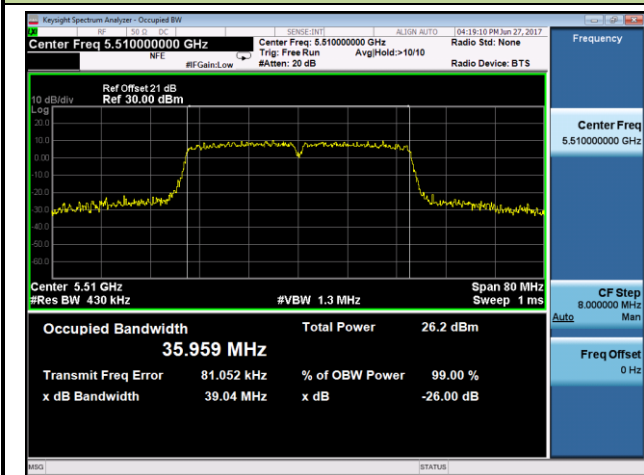 Keysight Spectrum Analyzer - Occupied BW
RF 50 Ω DC SENSE:INT ALIGN AUTO 04:19:10 PM Jun 27, 2017
Center Freq 5.510000000 GHz Center Freq: 5.510000000 GHz Radio Std: None
NFE Trig: Free Run Avg|Hold:>10/10
#IFGain:Low #Atten: 20 dB Radio Device: BTS
Frequency
Ref Offset 21 dB
10 dB/div Ref 30.00 dBm
Log
20.0
10.0
0.00
-10.0
-20.0
-30.0
-40.0
-50.0
-60.0
Center 5.51 GHz Span 80 MHz
#Res BW 430 kHz #VBW 1.3 MHz Sweep 1 ms
Occupied Bandwidth Total Power 26.2 dBm
35.959 MHz
Transmit Freq Error 81.052 kHz % of OBW Power 99.00 %
x dB Bandwidth 39.04 MHz x dB -26.00 dB
Center Freq
5.510000000 GHz
CF Step
8.000000 MHz
Auto Man
Freq Offset
0 Hz
MSG STATUS